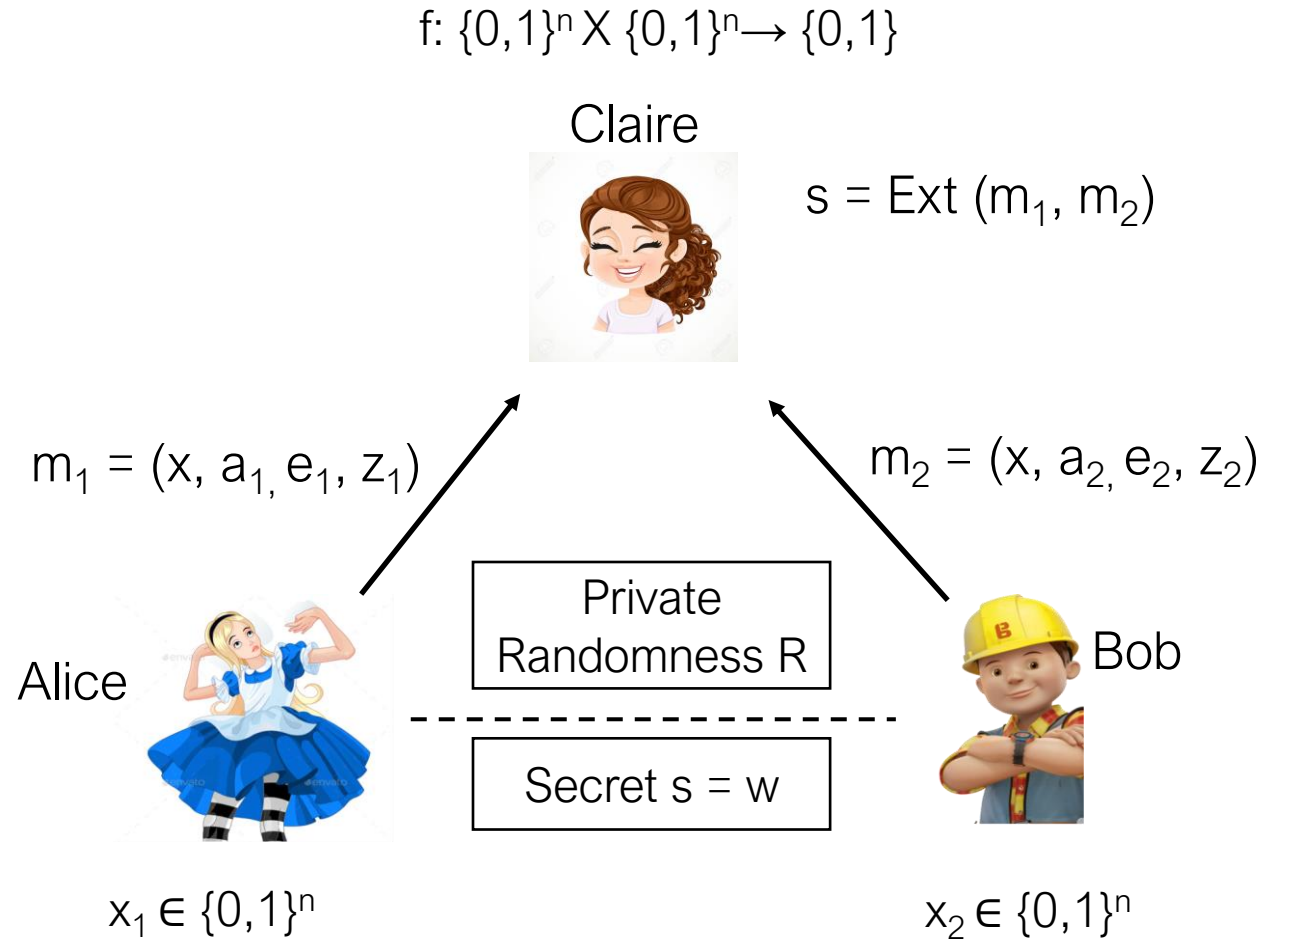 f: {0,1}ⁿ X {0,1}ⁿ→ {0,1}
Claire
s = Ext (m₁, m₂)
m₁ = (x, a₁, e₁, z₁)
m₂ = (x, a₂, e₂, z₂)
Private
Randomness R
Alice
Bob
Secret s = w
x₁ ∈ {0,1}ⁿ
x₂ ∈ {0,1}ⁿ